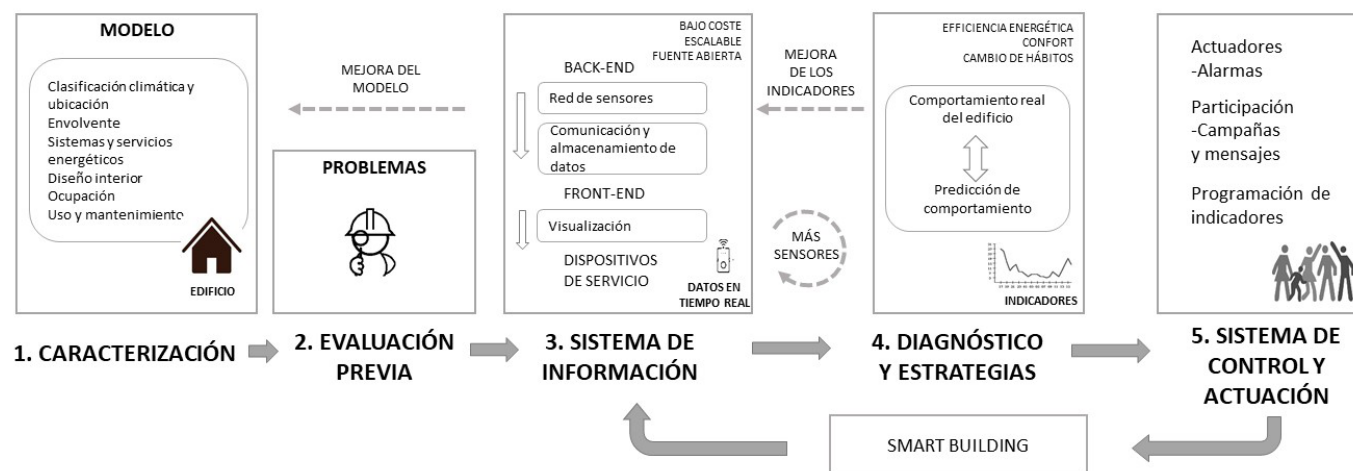 MODELO
Clasificación climática y
ubicación
Envolvente
Sistemas y servicios
energéticos
Diseño interior
Ocupación
Uso y mantenimiento
EDIFICIO
MEJORA DEL
MODELO
PROBLEMAS
BAJO COSTE
ESCALABLE
FUENTE ABIERTA
BACK-END
Red de sensores
Comunicación y
almacenamiento de
datos
FRONT-END
Visualización
DISPOSITIVOS
DE SERVICIO
DATOS EN
TIEMPO REAL
MEJORA
DE LOS
INDICADORES
MÁS
SENSORES
EFFICIENCIA ENERGÉTICA
CONFORT
CAMBIO DE HÁBITOS
Comportamiento real
del edificio
Predicción de
comportamiento
INDICADORES
Actuadores
-Alarmas
Participación
-Campañas
y mensajes
Programación de
indicadores
1. CARACTERIZACIÓN
2. EVALUACIÓN
PREVIA
3. SISTEMA DE
INFORMACIÓN
4. DIAGNÓSTICO
Y ESTRATEGIAS
5. SISTEMA DE
CONTROL Y
ACTUACIÓN
SMART BUILDING